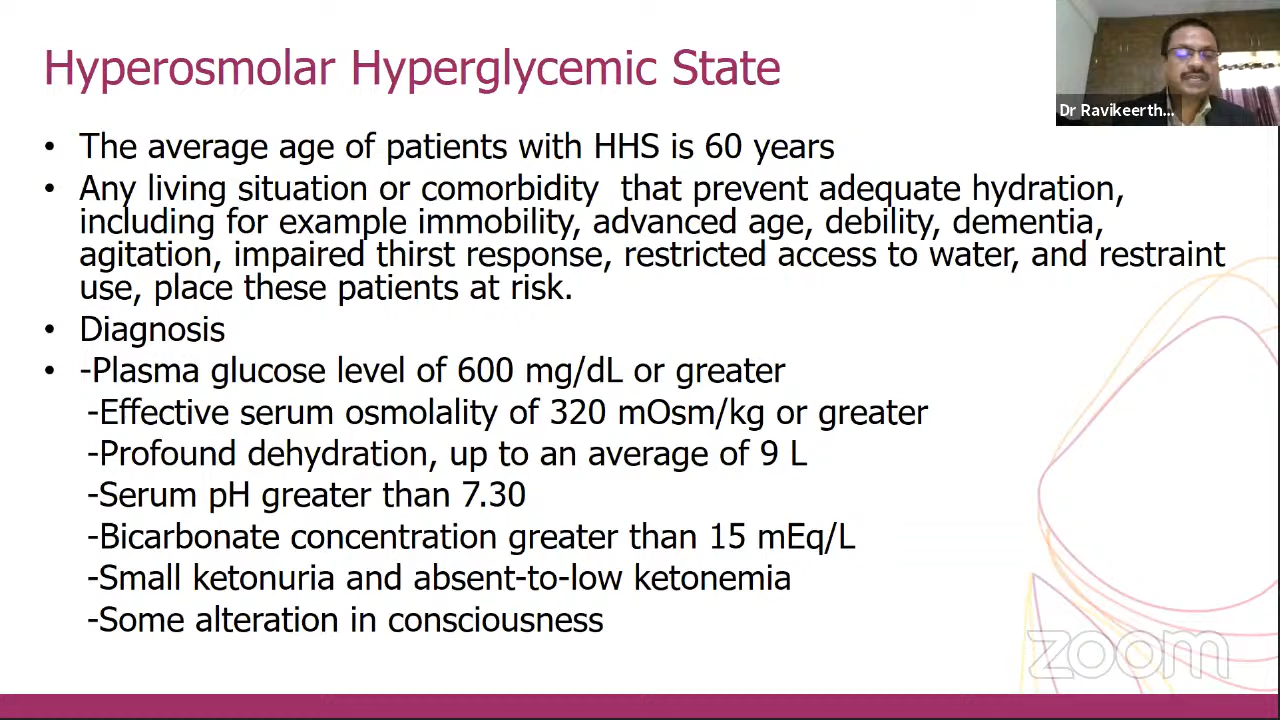 Hyperosmolar Hyperglycemic State
Dr Ravikeerth...
• The average age of patients with HHS is 60 years
• Any living situation or comorbidity  that prevent adequate hydration,
including for example immobility, advanced age, debility, dementia,
agitation, impaired thirst response, restricted access to water, and restraint
use, place these patients at risk.
• Diagnosis
• -Plasma glucose level of 600 mg/dL or greater
-Effective serum osmolality of 320 mOsm/kg or greater
-Profound dehydration, up to an average of 9 L
-Serum pH greater than 7.30
-Bicarbonate concentration greater than 15 mEq/L
-Small ketonuria and absent-to-low ketonemia
-Some alteration in consciousness
zoom